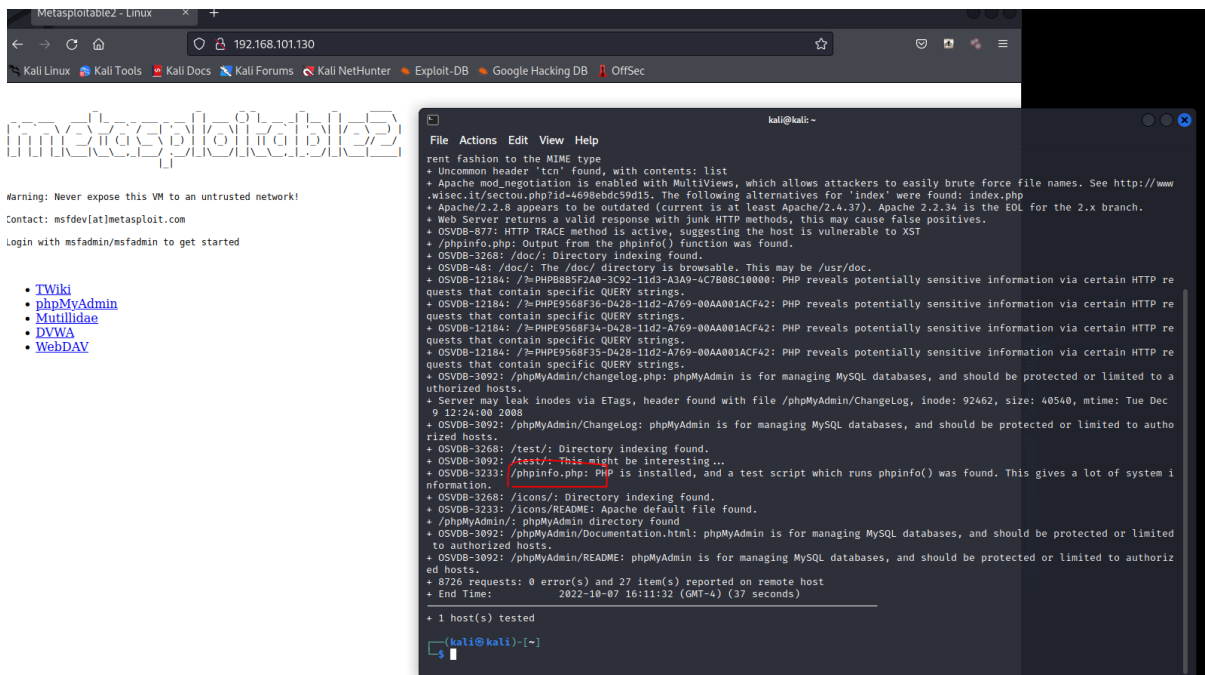 Metasploitable2 - Linux
192.168.101.130
Kali Linux Kali Tools Kali Docs Kali Forums Kali NetHunter Exploit-DB Google Hacking DB OffSec
metasploitable2
Warning: Never expose this VM to an untrusted network!
Contact: msfdev[at]metasploit.com
Login with msfadmin/msfadmin to get started
TWiki
phpMyAdmin
Mutillidae
DVWA
WebDAV
kali@kali: ~
File Actions Edit View Help
rent fashion to the MIME type
+ Uncommon header 'tcn' found, with contents: list
+ Apache mod_negotiation is enabled with MultiViews, which allows attackers to easily brute force file names. See http://www
.wisec.it/sectou.php?id=4698ebdc59d15. The following alternatives for 'index' were found: index.php
+ Apache/2.2.8 appears to be outdated (current is at least Apache/2.4.37). Apache 2.2.34 is the EOL for the 2.x branch.
+ Web Server returns a valid response with junk HTTP methods, this may cause false positives.
+ OSVDB-877: HTTP TRACE method is active, suggesting the host is vulnerable to XST
+ /phpinfo.php: Output from the phpinfo() function was found.
+ OSVDB-3268: /doc/: Directory indexing found.
+ OSVDB-48: /doc/: The /doc/ directory is browsable. This may be /usr/doc.
+ OSVDB-12184: /?=PHPB8B5F2A0-3C92-11d3-A3A9-4C7B08C10000: PHP reveals potentially sensitive information via certain HTTP re
quests that contain specific QUERY strings.
+ OSVDB-12184: /?=PHPE9568F36-D428-11d2-A769-00AA001ACF42: PHP reveals potentially sensitive information via certain HTTP re
quests that contain specific QUERY strings.
+ OSVDB-12184: /?=PHPE9568F34-D428-11d2-A769-00AA001ACF42: PHP reveals potentially sensitive information via certain HTTP re
quests that contain specific QUERY strings.
+ OSVDB-12184: /?=PHPE9568F35-D428-11d2-A769-00AA001ACF42: PHP reveals potentially sensitive information via certain HTTP re
quests that contain specific QUERY strings.
+ OSVDB-3092: /phpMyAdmin/changelog.php: phpMyAdmin is for managing MySQL databases, and should be protected or limited to a
uthorized hosts.
+ Server may leak inodes via ETags, header found with file /phpMyAdmin/ChangeLog, inode: 92462, size: 40540, mtime: Tue Dec
9 12:24:00 2008
+ OSVDB-3092: /phpMyAdmin/ChangeLog: phpMyAdmin is for managing MySQL databases, and should be protected or limited to autho
rized hosts.
+ OSVDB-3268: /test/: Directory indexing found.
+ OSVDB-3092: /test/: This might be interesting...
+ OSVDB-3233: /phpinfo.php: PHP is installed, and a test script which runs phpinfo() was found. This gives a lot of system i
nformation.
+ OSVDB-3268: /icons/: Directory indexing found.
+ OSVDB-3233: /icons/README: Apache default file found.
+ /phpMyAdmin/: phpMyAdmin directory found
+ OSVDB-3092: /phpMyAdmin/Documentation.html: phpMyAdmin is for managing MySQL databases, and should be protected or limited
to authorized hosts.
+ OSVDB-3092: /phpMyAdmin/README: phpMyAdmin is for managing MySQL databases, and should be protected or limited to authoriz
ed hosts.
+ 8726 requests: 0 error(s) and 27 item(s) reported on remote host
+ End Time: 2022-10-07 16:11:32 (GMT-4) (37 seconds)
+ 1 host(s) tested
(kali㉿kali)-[~]
$